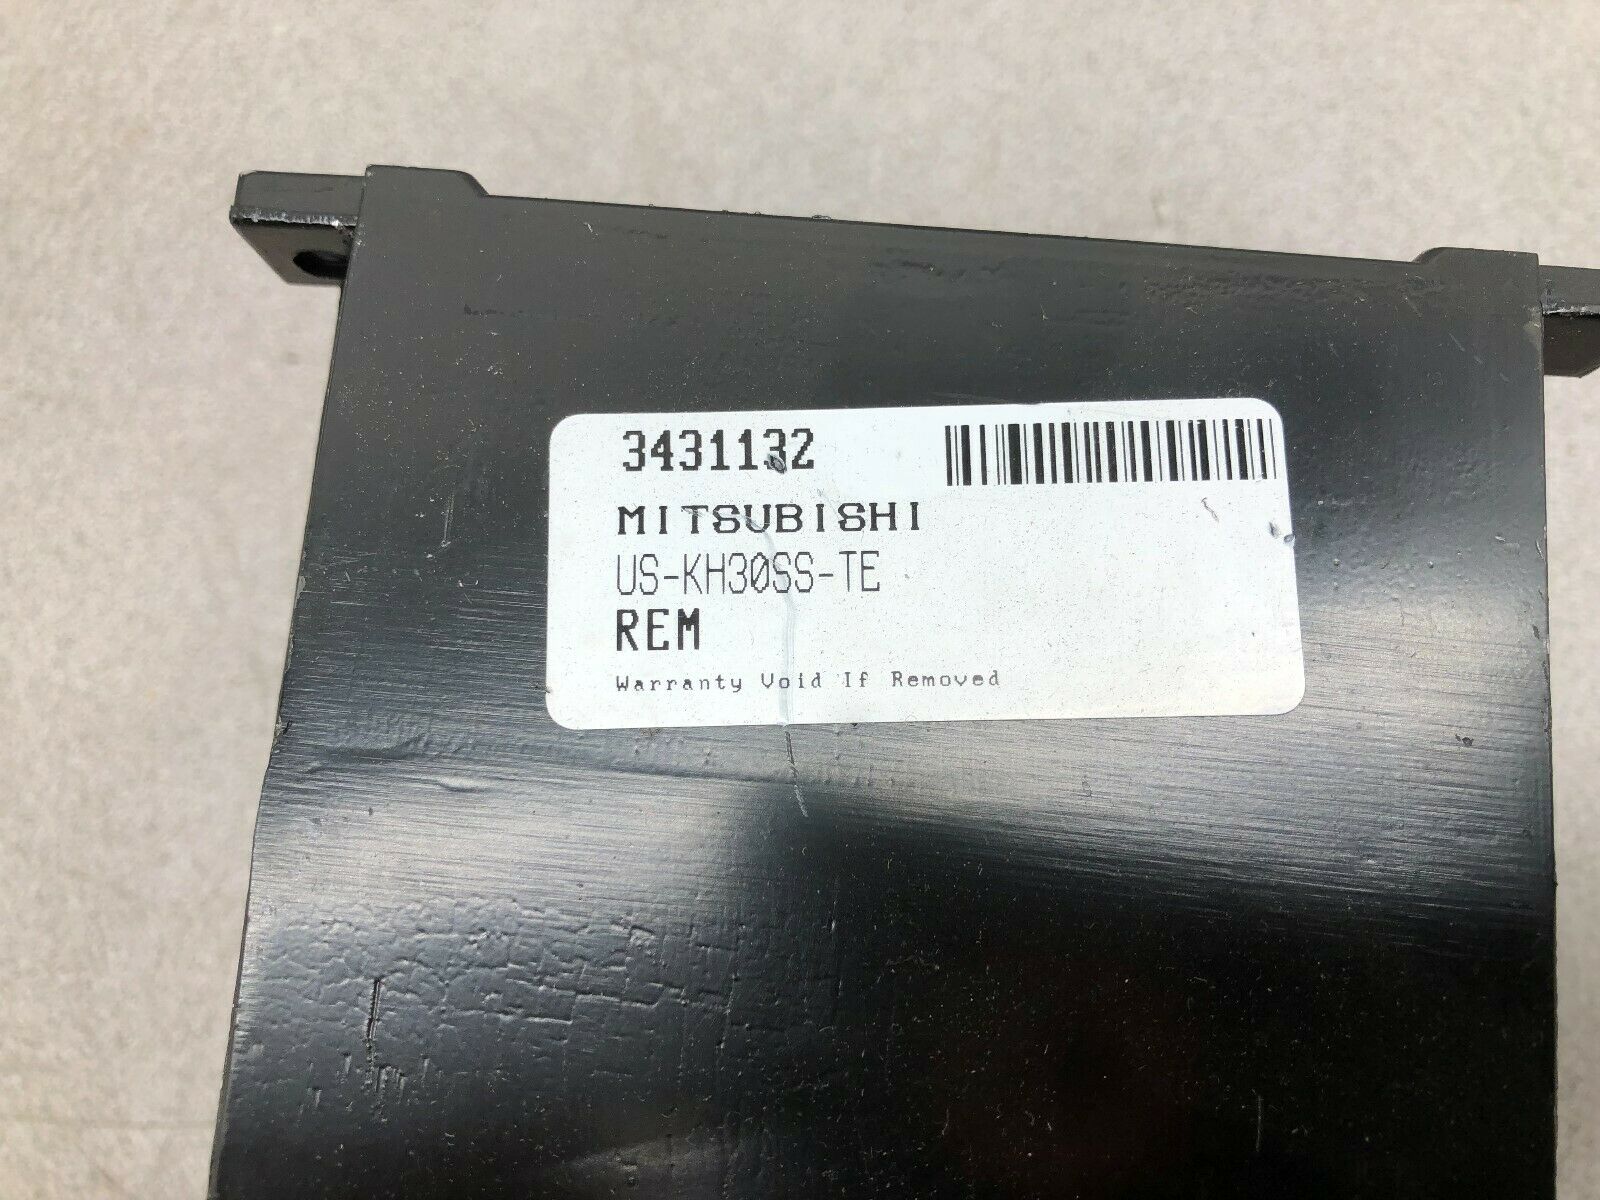 3431132
MITSUBISHI
US-KH30SS-TE
REM
Warranty Void If Removed